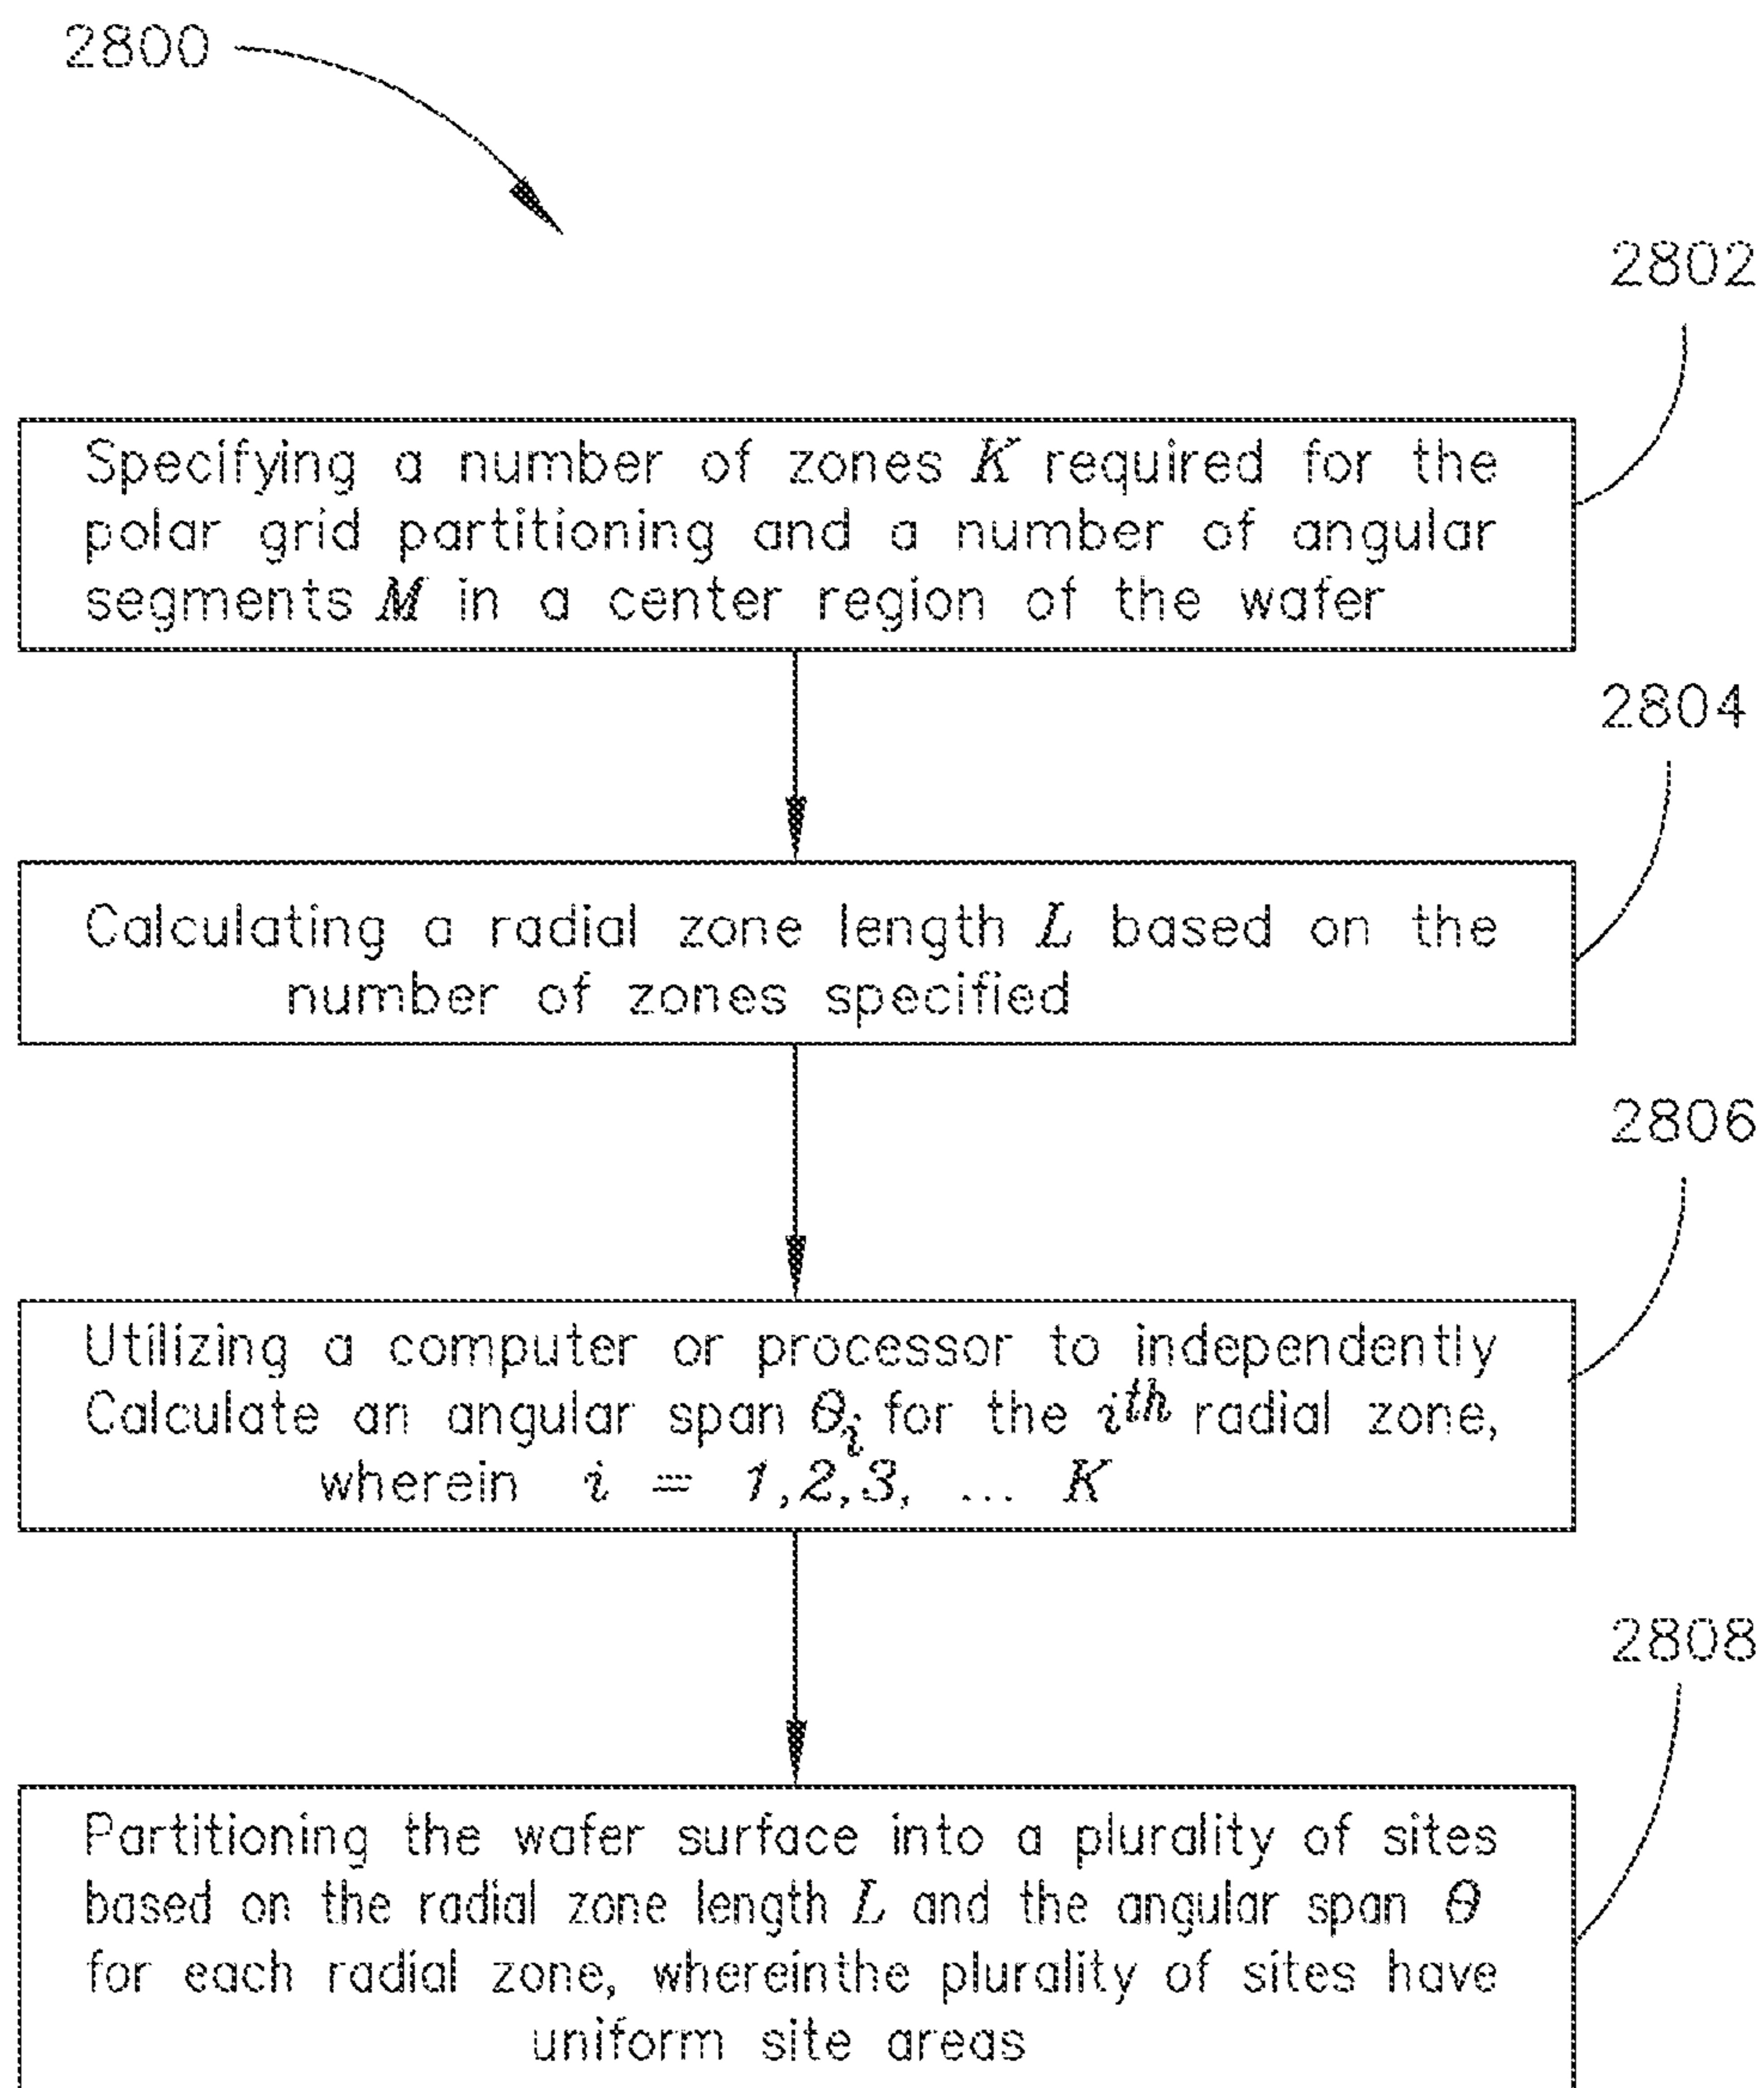 2800
2802
Specifying a number of zones K required for the
polar grid partitioning and a number of angular
segments M in a center region of the wafer
2804
Calculating a radial zone length L based on the
number of zones specified
2806
Utilizing a computer or processor to independently
Calculate an angular span Θi for the ith radial zone,
wherein i = 1,2,3, ... K
2808
Partitioning the wafer surface into a plurality of sites
based on the radial zone length L and the angular span Θ
for each radial zone, whereinthe plurality of sites have
uniform site areas